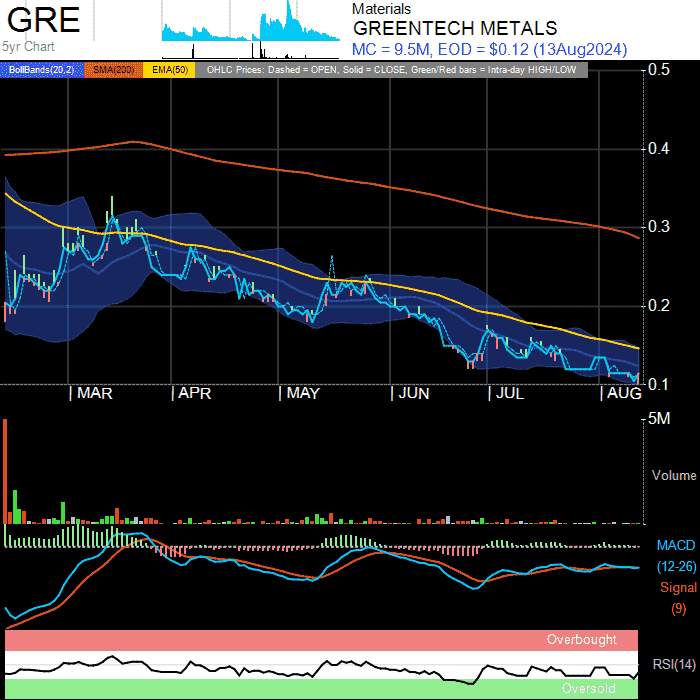 GRE
5yr Chart
Materials
GREENTECH METALS
MC = 9.5M, EOD = $0.12 (13Aug2024)
BollBands(20,2) SMA(200) EMA(50) OHLC Prices: Dashed = OPEN, Solid = CLOSE, Green/Red bars = Intra-day HIGH/LOW
0.5
0.4
0.3
0.2
0.1
| MAR | APR | MAY | JUN | JUL | AUG
5M
Volume
MACD
(12-26)
Signal
(9)
Overbought
RSI(14)
Oversold